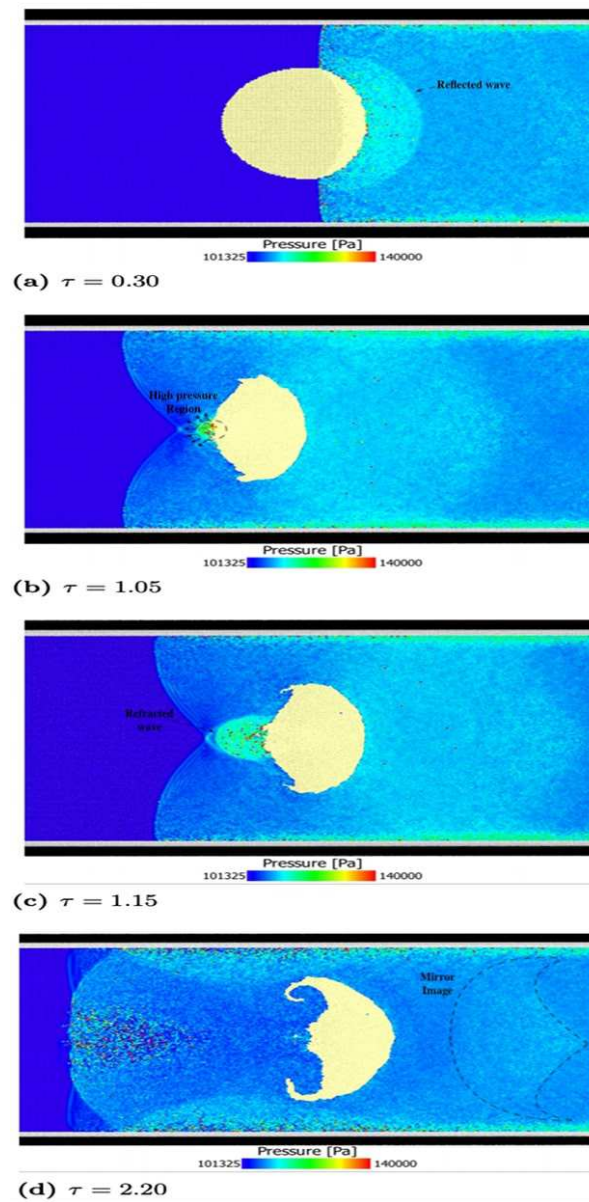 Reflected wave
Pressure [Pa]
101325 140000
(a) τ = 0.30
High pressure
Region
Pressure [Pa]
101325 140000
(b) τ = 1.05
Refracted
wave
Pressure [Pa]
101325 140000
(c) τ = 1.15
Mirror
Image
Pressure [Pa]
101325 140000
(d) τ = 2.20